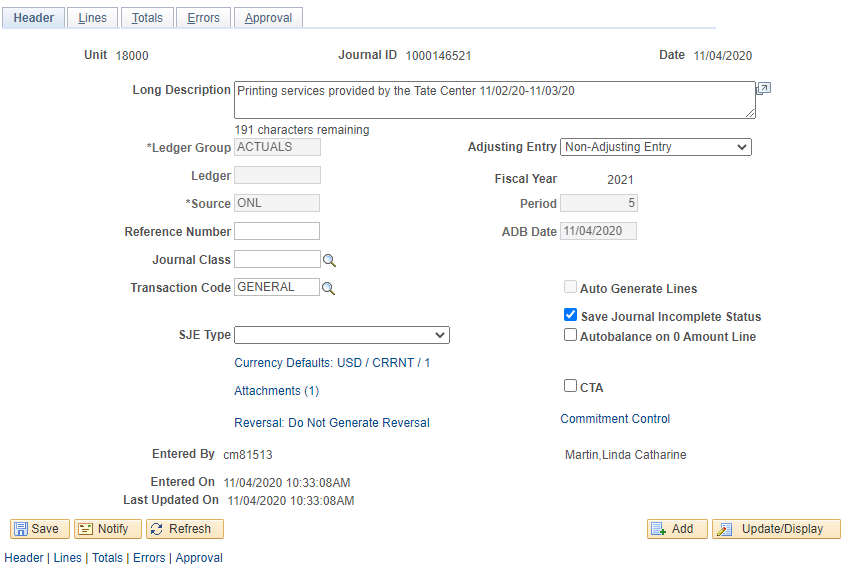 Header Lines Totals Errors Approval
Unit 18000 Journal ID 1000146521 Date 11/04/2020
Long Description Printing services provided by the Tate Center 11/02/20-11/03/20
191 characters remaining
*Ledger Group ACTUALS Adjusting Entry Non-Adjusting Entry
Ledger Fiscal Year 2021
*Source ONL Period 5
Reference Number ADB Date 11/04/2020
Journal Class
Transaction Code GENERAL Auto Generate Lines
Save Journal Incomplete Status
SJE Type Autobalance on 0 Amount Line
Currency Defaults: USD / CRRNT / 1
Attachments (1) CTA
Reversal: Do Not Generate Reversal Commitment Control
Entered By cm81513 Martin,Linda Catharine
Entered On 11/04/2020 10:33:08AM
Last Updated On 11/04/2020 10:33:08AM
Save Notify Refresh Add Update/Display
Header | Lines | Totals | Errors | Approval